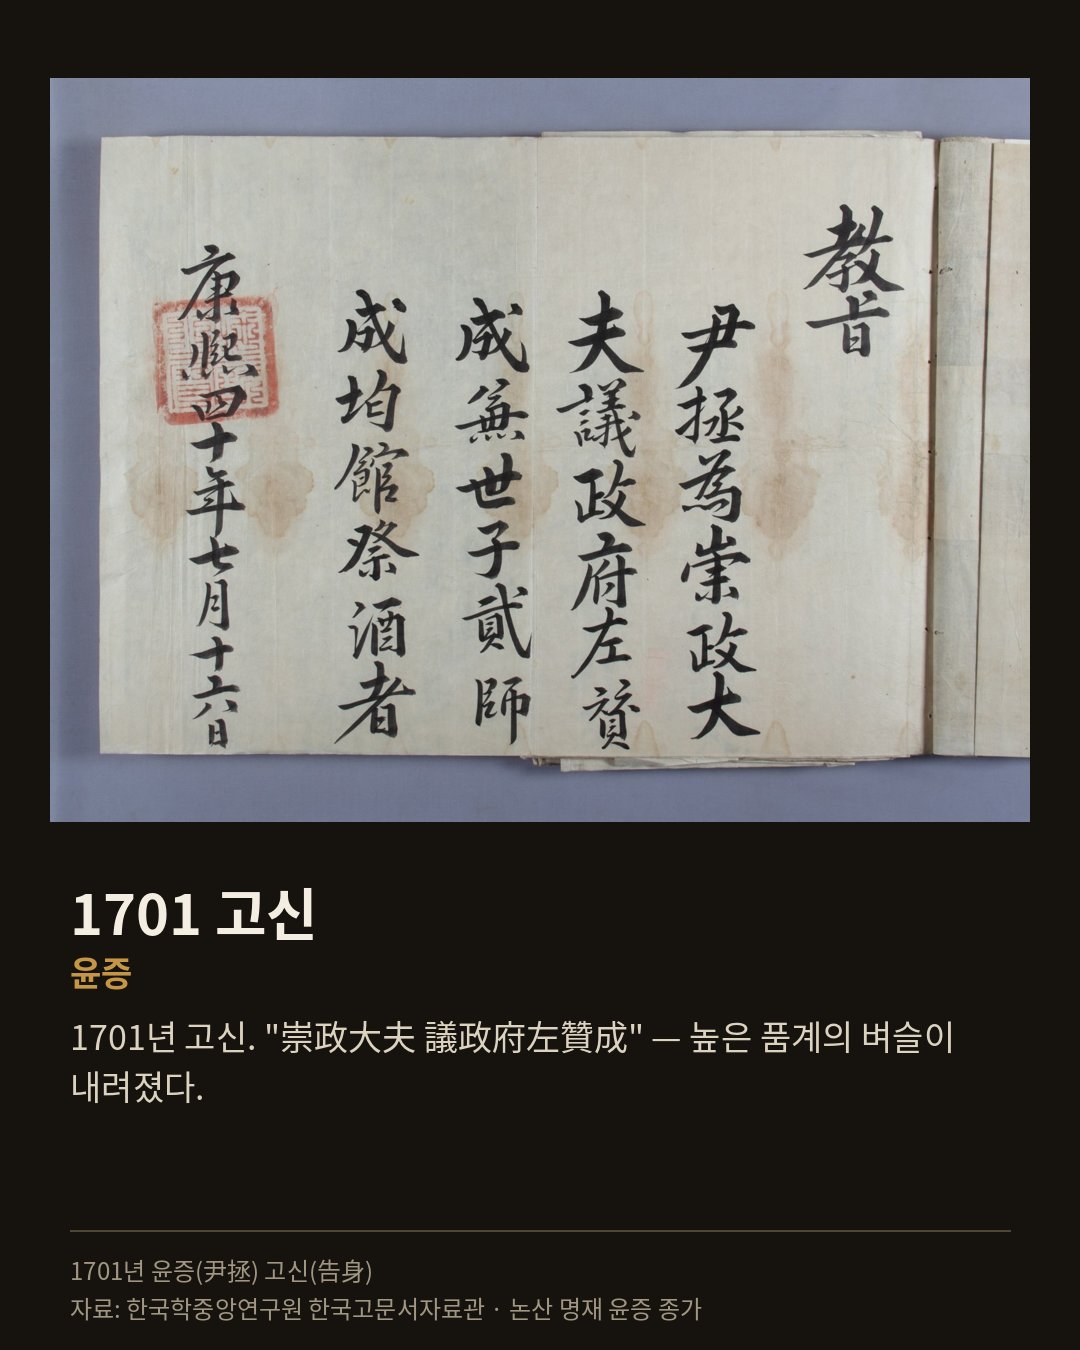 教旨
尹拯為崇政大
夫議政府左贊
成兼世子貳師
成均館祭酒者
康熙四十年七月十六日
1701 고신
윤증
1701년 고신. "崇政大夫 議政府左贊成" — 높은 품계의 벼슬이
내려졌다.
1701년 윤증(尹拯) 고신(告身)
자료: 한국학중앙연구원 한국고문서자료관 · 논산 명재 윤증 종가